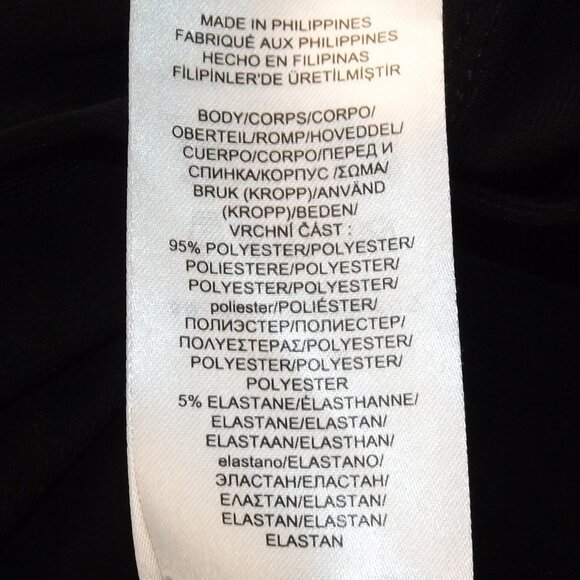 MADE IN PHILIPPINES
FABRIQUÉ AUX PHILIPPINES
HECHO EN FILIPINAS
FİLİPİNLER'DE ÜRETİLMİŞTİR
BODY/CORPS/CORPO/
OBERTEIL/ROMP/HOVEDDEL/
CUERPO/CORPO/ПЕРЕД И
СПИНКА/КОРПУС /ΣΩΜΑ/
BRUK (KROPP)/ANVÄND
(KROPP)/BEDEN/
VRCHNÍ ČÁST :
95% POLYESTER/POLYESTER/
POLIESTERE/POLYESTER/
POLYESTER/POLYESTER/
poliester/POLIÉSTER/
ПОЛИЭСТЕР/ПОЛИЕСТЕР/
ΠΟΛΥΕΣΤΕΡΑΣ/POLYESTER/
POLYESTER/POLYESTER/
POLYESTER
5% ELASTANE/ÉLASTHANNE/
ELASTANE/ELASTAN/
ELASTAAN/ELASTHAN/
elastano/ELASTANO/
ЭЛАСТАН/ЕЛАСТАН/
ΕΛΑΣΤΑΝ/ELASTAN/
ELASTAN/ELASTAN/
ELASTAN